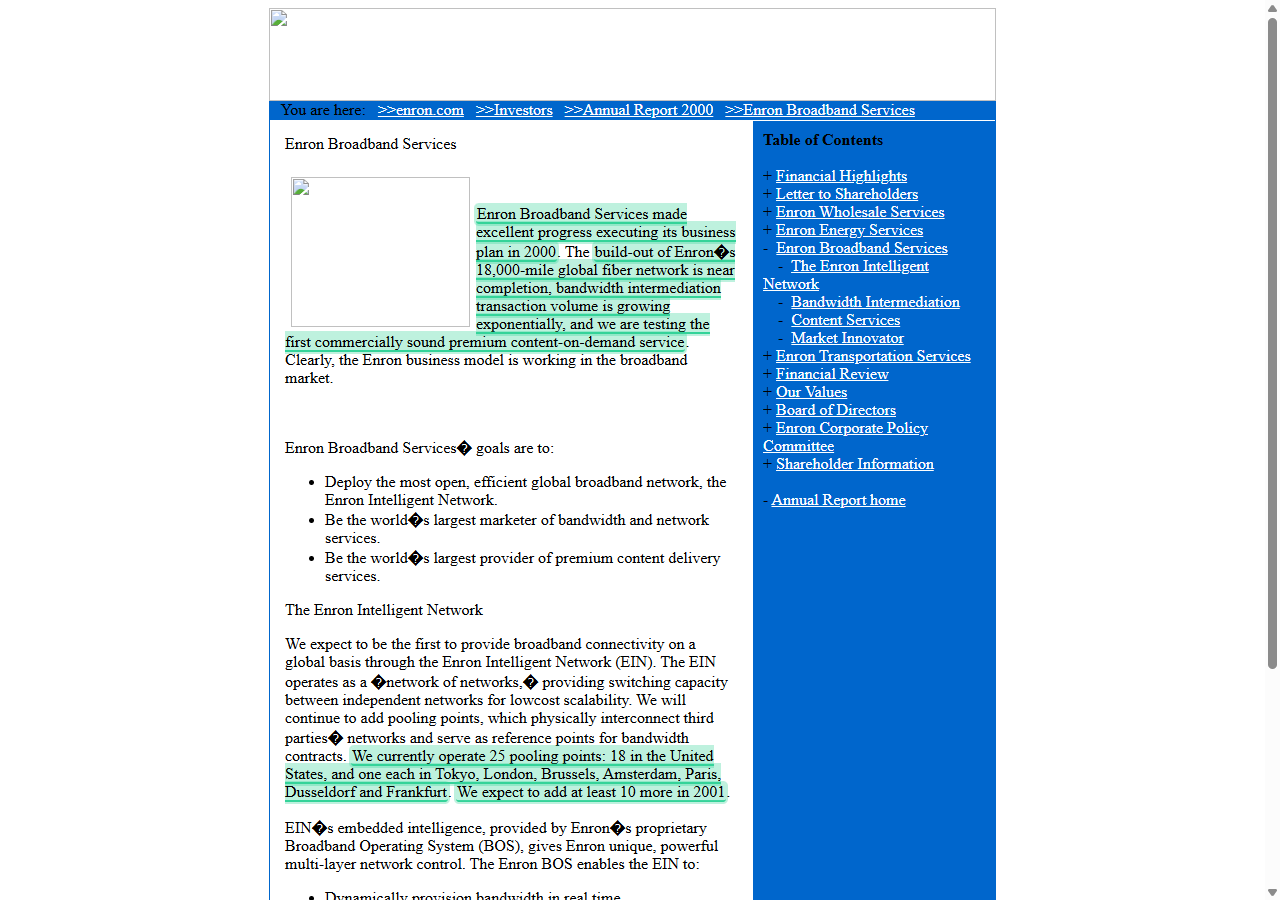 You are here: >>enron.com >>Investors >>Annual Report 2000 >>Enron Broadband Services
Enron Broadband Services
Enron Broadband Services made
excellent progress executing its business
plan in 2000. The build-out of Enron�s
18,000-mile global fiber network is near
completion, bandwidth intermediation
transaction volume is growing
exponentially, and we are testing the
first commercially sound premium content-on-demand service.
Clearly, the Enron business model is working in the broadband
market.
Enron Broadband Services� goals are to:
• Deploy the most open, efficient global broadband network, the
Enron Intelligent Network.
• Be the world�s largest marketer of bandwidth and network
services.
• Be the world�s largest provider of premium content delivery
services.
The Enron Intelligent Network
We expect to be the first to provide broadband connectivity on a
global basis through the Enron Intelligent Network (EIN). The EIN
operates as a �network of networks,� providing switching capacity
between independent networks for lowcost scalability. We will
continue to add pooling points, which physically interconnect third
parties� networks and serve as reference points for bandwidth
contracts. We currently operate 25 pooling points: 18 in the United
States, and one each in Tokyo, London, Brussels, Amsterdam, Paris,
Dusseldorf and Frankfurt. We expect to add at least 10 more in 2001.
EIN�s embedded intelligence, provided by Enron�s proprietary
Broadband Operating System (BOS), gives Enron unique, powerful
multi-layer network control. The Enron BOS enables the EIN to:
• Dynamically provision bandwidth in real time
Table of Contents
+ Financial Highlights
+ Letter to Shareholders
+ Enron Wholesale Services
+ Enron Energy Services
- Enron Broadband Services
- The Enron Intelligent
Network
- Bandwidth Intermediation
- Content Services
- Market Innovator
+ Enron Transportation Services
+ Financial Review
+ Our Values
+ Board of Directors
+ Enron Corporate Policy
Committee
+ Shareholder Information
- Annual Report home